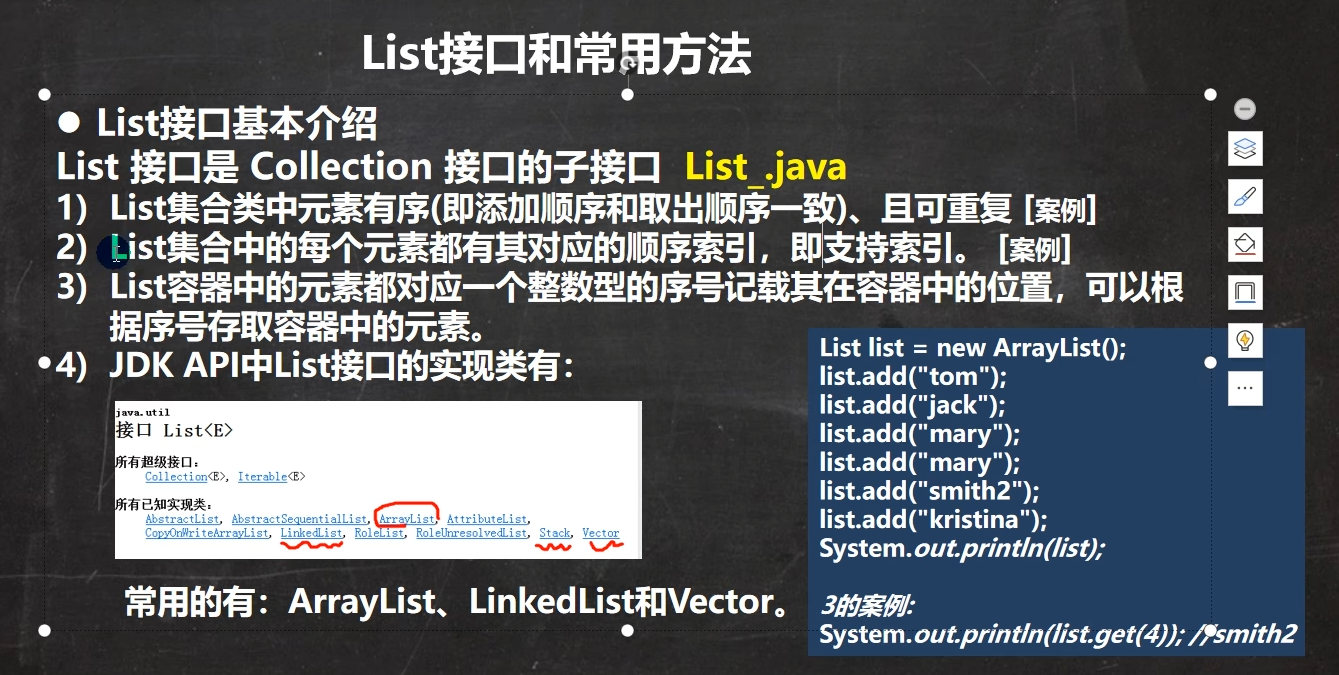 List接口和常用方法
● List接口基本介绍
List 接口是 Collection 接口的子接口 List_.java
1) List集合类中元素有序(即添加顺序和取出顺序一致)、且可重复 [案例]
2) List集合中的每个元素都有其对应的顺序索引，即支持索引。 [案例]
3) List容器中的元素都对应一个整数型的序号记载其在容器中的位置，可以根
据序号存取容器中的元素。
•4) JDK API中List接口的实现类有：
java.util
接口 List<E>
所有超级接口：
Collection<E>, Iterable<E>
所有已知实现类：
AbstractList, AbstractSequentialList, ArrayList, AttributeList,
CopyOnWriteArrayList, LinkedList, RoleList, RoleUnresolvedList, Stack, Vector
常用的有：ArrayList、LinkedList和Vector。
List list = new ArrayList();
list.add("tom");
list.add("jack");
list.add("mary");
list.add("mary");
list.add("smith2");
list.add("kristina");
System.out.println(list);
3的案例:
System.out.println(list.get(4)); //smith2